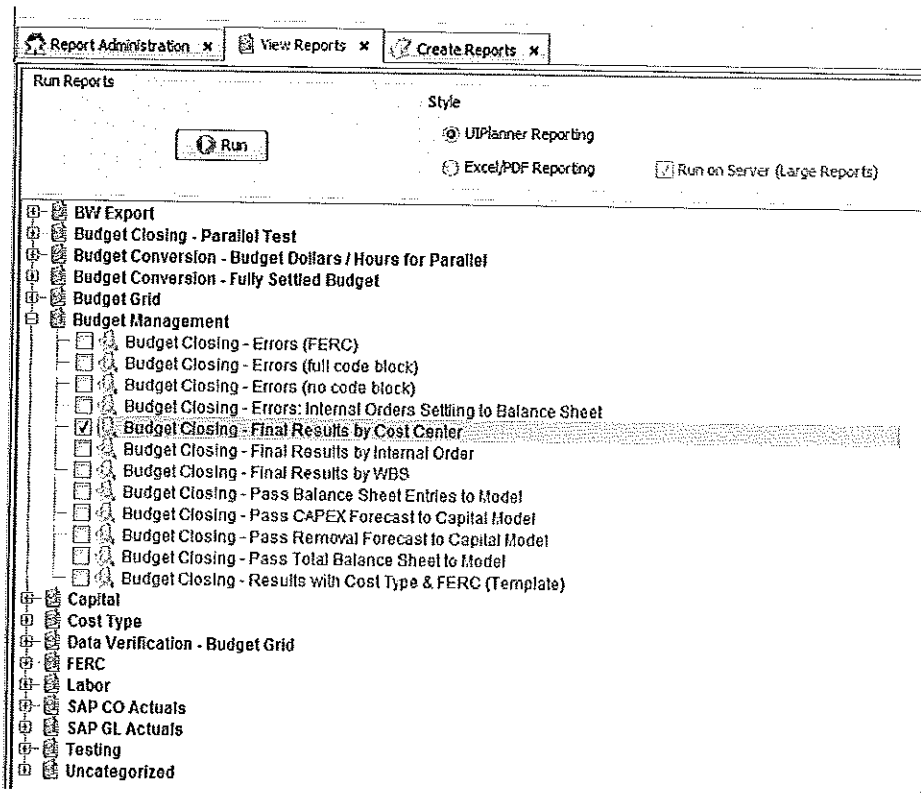 Report Administration x View Reports x Create Reports x
Run Reports
Style
Run
UIPlanner Reporting
Excel/PDF Reporting
Run on Server (Large Reports)
BW Export
Budget Closing - Parallel Test
Budget Conversion - Budget Dollars / Hours for Parallel
Budget Conversion - Fully Settled Budget
Budget Grid
Budget Management
Budget Closing - Errors (FERC)
Budget Closing - Errors (full code block)
Budget Closing - Errors (no code block)
Budget Closing - Errors: Internal Orders Settling to Balance Sheet
Budget Closing - Final Results by Cost Center
Budget Closing - Final Results by Internal Order
Budget Closing - Final Results by WBS
Budget Closing - Pass Balance Sheet Entries to Model
Budget Closing - Pass CAPEX Forecast to Capital Model
Budget Closing - Pass Removal Forecast to Capital Model
Budget Closing - Pass Total Balance Sheet to Model
Budget Closing - Results with Cost Type & FERC (Template)
Capital
Cost Type
Data Verification - Budget Grid
FERC
Labor
SAP CO Actuals
SAP GL Actuals
Testing
Uncategorized